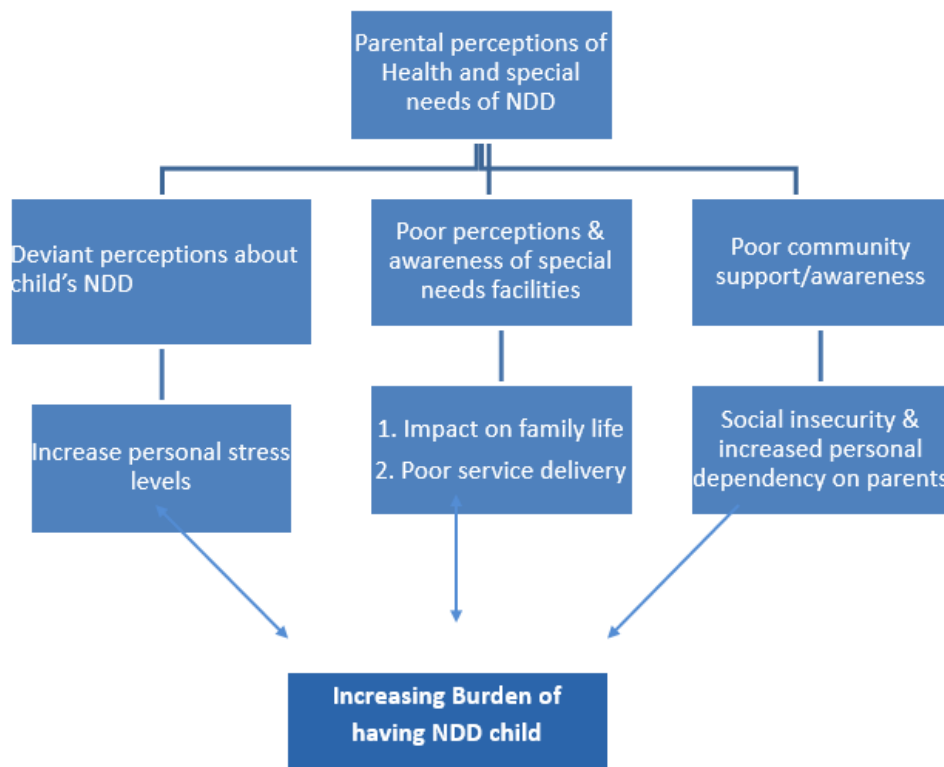 Parental perceptions of
Health and special
needs of NDD
Deviant perceptions about
child's NDD
Poor perceptions &
awareness of special
needs facilities
Poor community
support/awareness
Increase personal stress
levels
1. Impact on family life
2. Poor service delivery
Social insecurity &
increased personal
dependency on parents
Increasing Burden of
having NDD child